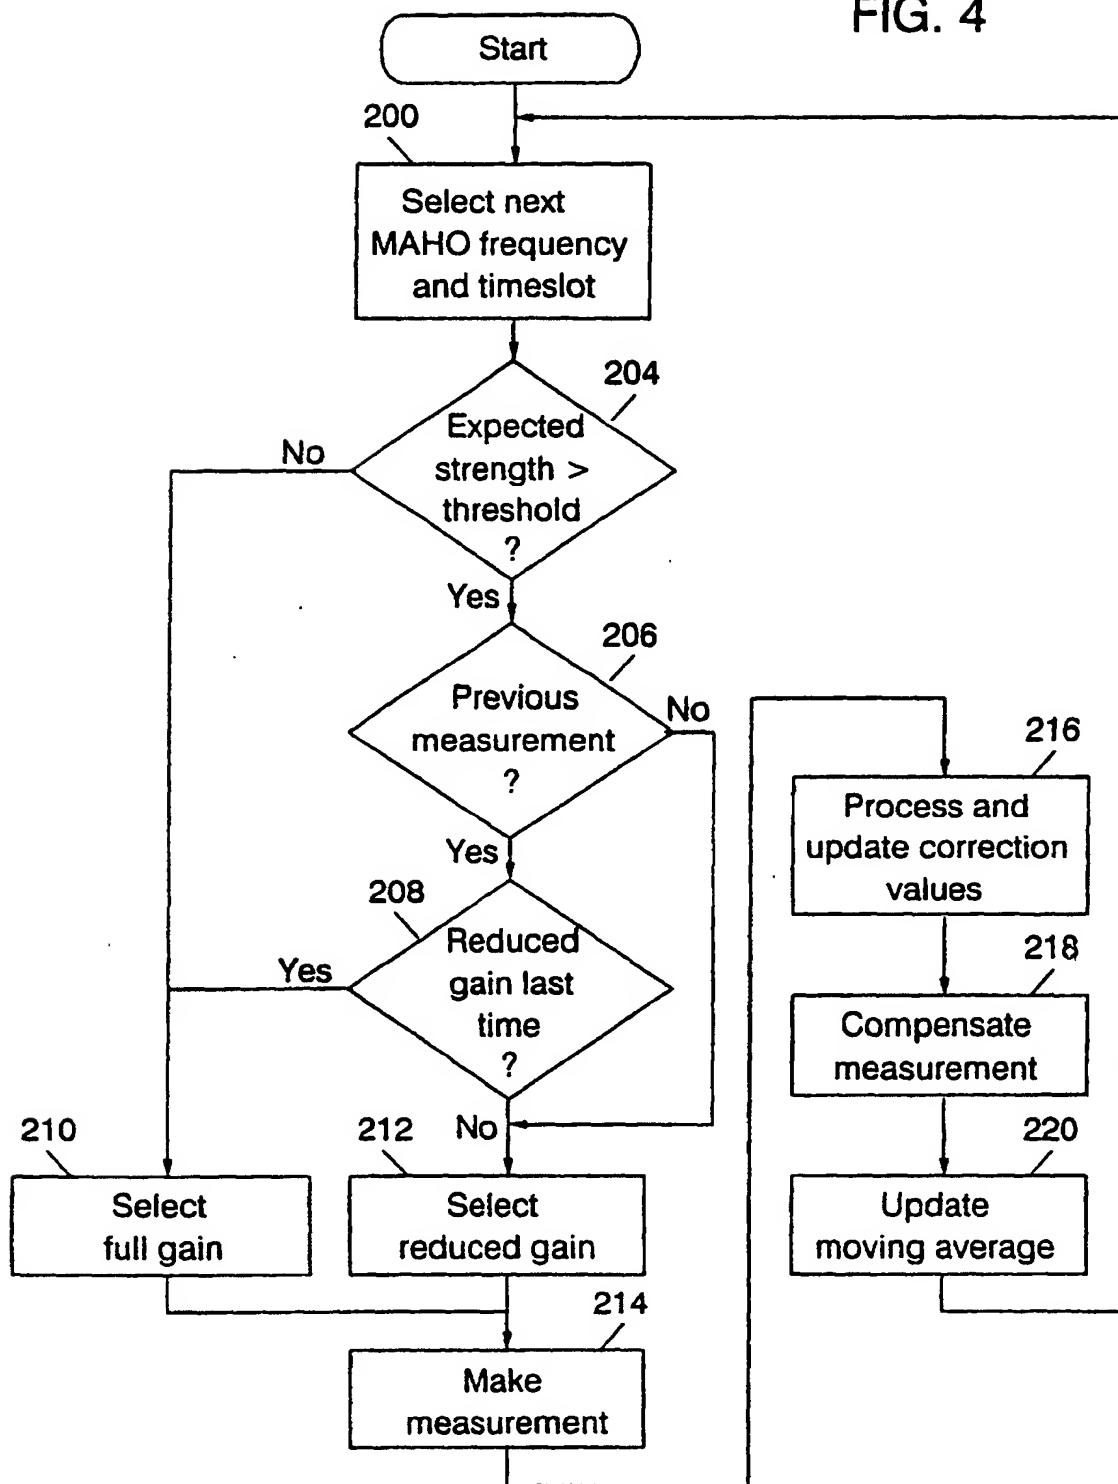 FIG. 4
Start
200
Select next
MAHO frequency
and timeslot
204
Expected
strength >
threshold
?
No
Yes
206
Previous
measurement
?
No
Yes
208
Reduced
gain last
time
?
Yes
No
210
Select
full gain
212
Select
reduced gain
214
Make
measurement
216
Process and
update correction
values
218
Compensate
measurement
220
Update
moving average